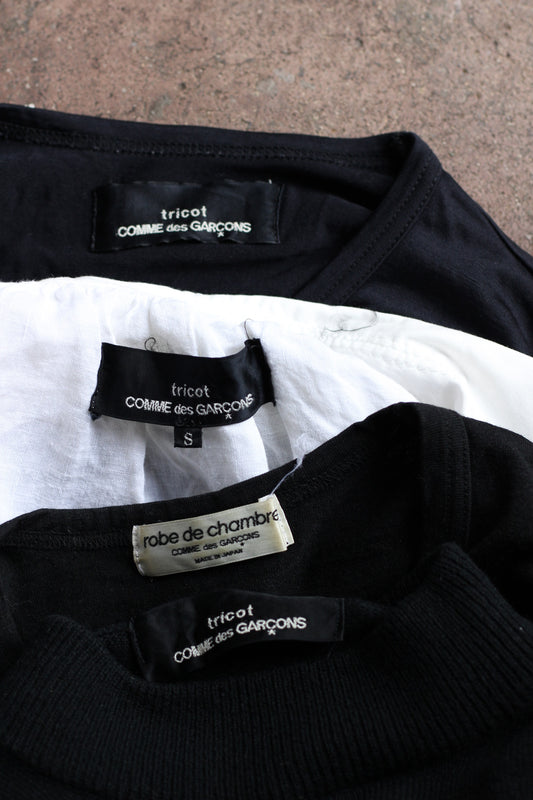 tricot
COMME des GARÇONS
tricot
COMME des GARÇONS
S
robe de chambre
COMME des GARÇONS
MADE IN JAPAN
tricot
COMME des GARÇONS